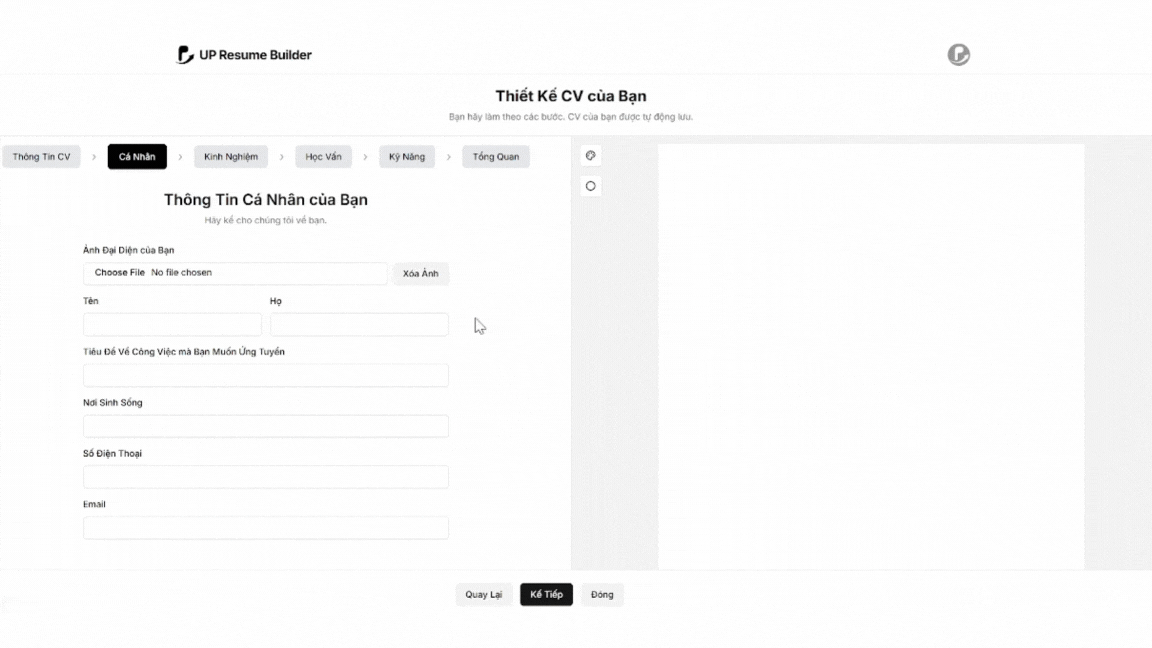 UP Resume Builder
Thiết Kế CV của Bạn
Bạn hãy làm theo các bước. CV của bạn được tự động lưu.
Thông Tin CV > Cá Nhân > Kinh Nghiệm > Học Vấn > Kỹ Năng > Tổng Quan
Thông Tin Cá Nhân của Bạn
Hãy kể cho chúng tôi về bạn.
Ảnh Đại Diện của Bạn
Choose File No file chosen Xóa Ảnh
Tên Họ
Tiêu Đề Về Công Việc mà Bạn Muốn Ứng Tuyển
Nơi Sinh Sống
Số Điện Thoại
Email
Quay Lại Kế Tiếp Đóng